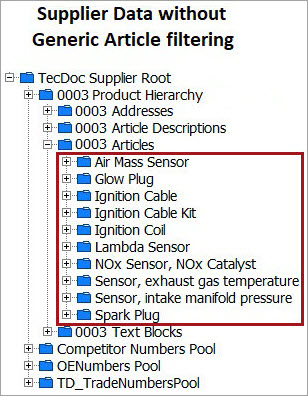 Supplier Data without
Generic Article filtering
TecDoc Supplier Root
0003 Product Hierarchy
0003 Addresses
0003 Article Descriptions
0003 Articles
Air Mass Sensor
Glow Plug
Ignition Cable
Ignition Cable Kit
Ignition Coil
Lambda Sensor
NOx Sensor, NOx Catalyst
Sensor, exhaust gas temperature
Sensor, intake manifold pressure
Spark Plug
0003 Text Blocks
Competitor Numbers Pool
OENumbers Pool
TD_TradeNumbersPool